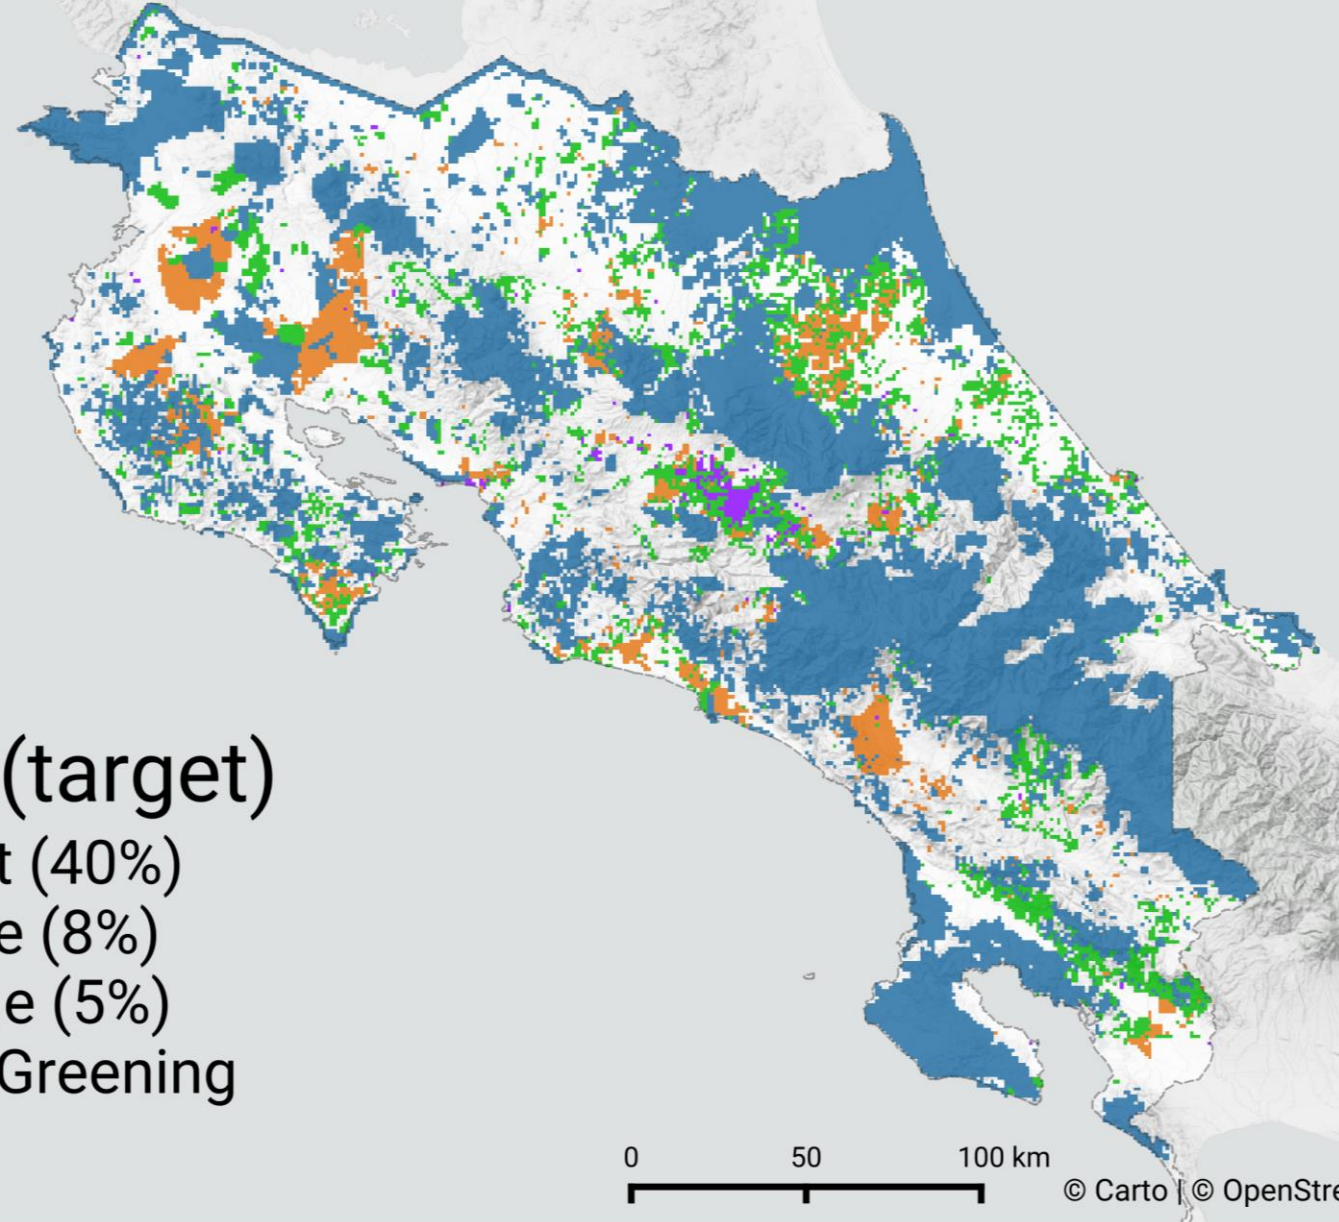 (target)
t (40%)
e (8%)
e (5%)
Greening
0 50 100 km
© Carto | © OpenStre